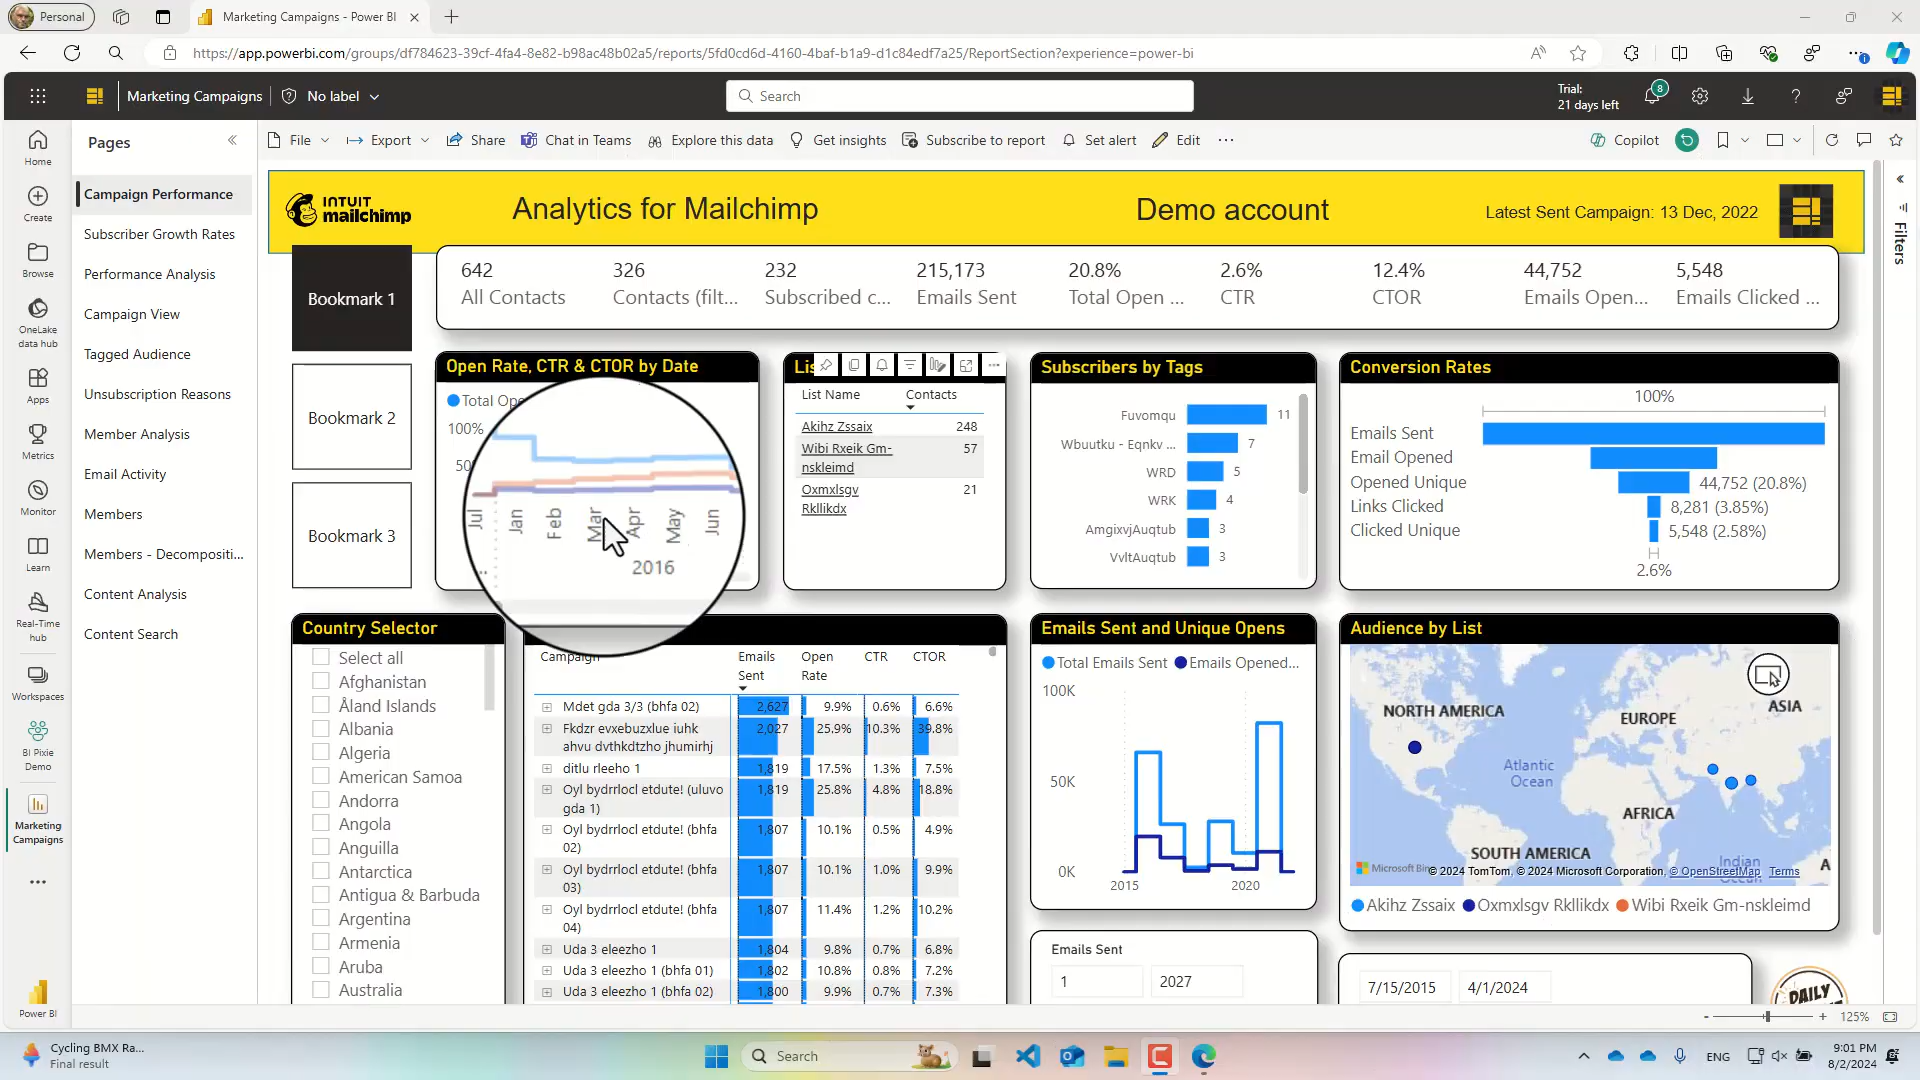 Personal
Marketing Campaigns - Power BI
https://app.powerbi.com/groups/df784623-39cf-4fa4-8e82-b98ac48b02a5/reports/5fd0cd6d-4160-4baf-b1a9-d1c84edf7a25/ReportSection?experience=power-bi
Marketing Campaigns
No label
Search
Trial:
21 days left
8
Home
Create
Browse
OneLake
data hub
Apps
Metrics
Monitor
Learn
Real-Time
hub
Workspaces
BI Pixie
Demo
Marketing
Campaigns
Power BI
Pages
Campaign Performance
Subscriber Growth Rates
Performance Analysis
Campaign View
Tagged Audience
Unsubscription Reasons
Member Analysis
Email Activity
Members
Members - Decompositi...
Content Analysis
Content Search
File
Export
Share
Chat in Teams
Explore this data
Get insights
Subscribe to report
Set alert
Edit
Copilot
Filters
INTUIT
mailchimp
Analytics for Mailchimp
Demo account
Latest Sent Campaign: 13 Dec, 2022
Bookmark 1
Bookmark 2
Bookmark 3
642
All Contacts
326
Contacts (filt...
232
Subscribed c...
215,173
Emails Sent
20.8%
Total Open ...
2.6%
CTR
12.4%
CTOR
44,752
Emails Open...
5,548
Emails Clicked ...
Open Rate, CTR & CTOR by Date
Total Ope
100%
50
Jul
Jan
Feb
Mar
Apr
May
Jun
2016
Lis
List Name
Contacts
Akihz Zssaix
248
Wibi Rxeik Gm-
nskleimd
57
Oxmxlsgv
Rkllikdx
21
Subscribers by Tags
Fuvomqu
11
Wbuutku - Eqnkv ...
7
WRD
5
WRK
4
AmgixvjAuqtub
3
VvltAuqtub
3
Conversion Rates
100%
Emails Sent
Email Opened
Opened Unique
44,752 (20.8%)
Links Clicked
8,281 (3.85%)
Clicked Unique
5,548 (2.58%)
2.6%
Country Selector
Select all
Afghanistan
Åland Islands
Albania
Algeria
American Samoa
Andorra
Angola
Anguilla
Antarctica
Antigua & Barbuda
Argentina
Armenia
Aruba
Australia
Campaign
Emails
Sent
Open
Rate
CTR
CTOR
Mdet gda 3/3 (bhfa 02)
2,627
9.9%
0.6%
6.6%
Fkdzr evxebuzxlue iuhk
ahvu dvthkdtzho jhumirhj
2,027
25.9%
10.3%
39.8%
ditlu rleeho 1
1,819
17.5%
1.3%
7.5%
Oyl bydrrlocl etdute! (uluvo
gda 1)
1,819
25.8%
4.8%
18.8%
Oyl bydrrlocl etdute! (bhfa
02)
1,807
10.1%
0.5%
4.9%
Oyl bydrrlocl etdute! (bhfa
03)
1,807
10.1%
1.0%
9.9%
Oyl bydrrlocl etdute! (bhfa
04)
1,807
11.4%
1.2%
10.2%
Uda 3 eleezho 1
1,804
9.8%
0.7%
6.8%
Uda 3 eleezho 1 (bhfa 01)
1,802
10.8%
0.8%
7.2%
Uda 3 eleezho 1 (bhfa 02)
1,800
9.9%
0.7%
7.3%
Emails Sent and Unique Opens
Total Emails Sent
Emails Opened...
100K
50K
0K
2015
2020
Emails Sent
1
2027
Audience by List
NORTH AMERICA
EUROPE
ASIA
Atlantic
Ocean
AFRICA
SOUTH AMERICA
Indian
A
Microsoft Bin
© 2024 TomTom, © 2024 Microsoft Corporation, © OpenStreetMap Terms
Akihz Zssaix
Oxmxlsgv Rkllikdx
Wibi Rxeik Gm-nskleimd
7/15/2015
4/1/2024
DAILY
125%
Cycling BMX Ra...
Final result
Search
ENG
9:01 PM
8/2/2024